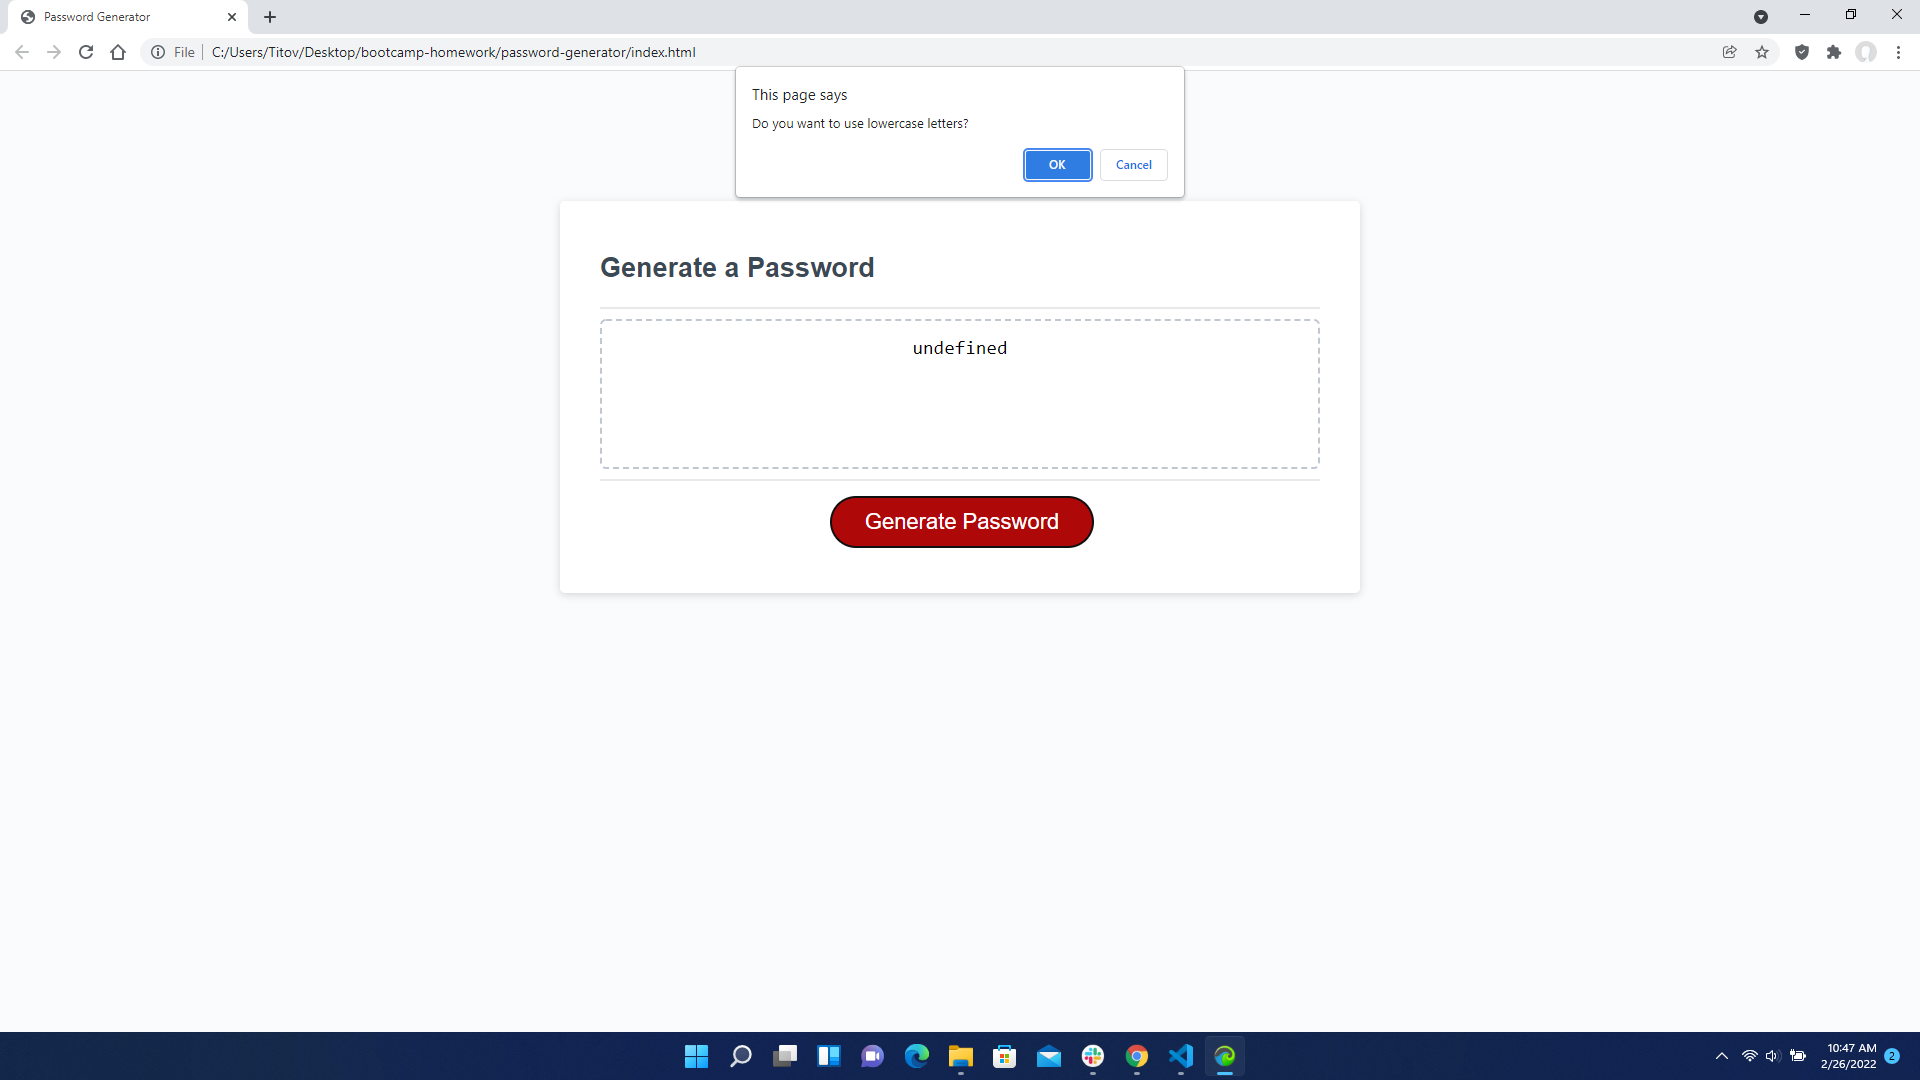 Password Generator
File
C:/Users/Titov/Desktop/bootcamp-homework/password-generator/index.html
This page says
Do you want to use lowercase letters?
OK
Cancel
Generate a Password
undefined
Generate Password
10:47 AM
2/26/2022
2